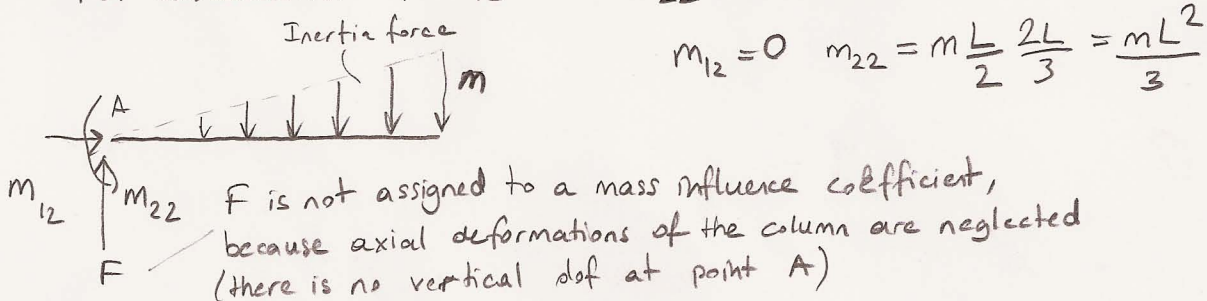 Inertia force
m₁₂ = 0 m₂₂ = m L/2 2L/3 = mL²/3
m
A
m₁₂
m₂₂
F
F is not assigned to a mass influence coefficient,
because axial deformations of the column are neglected
(there is no vertical dof at point A)